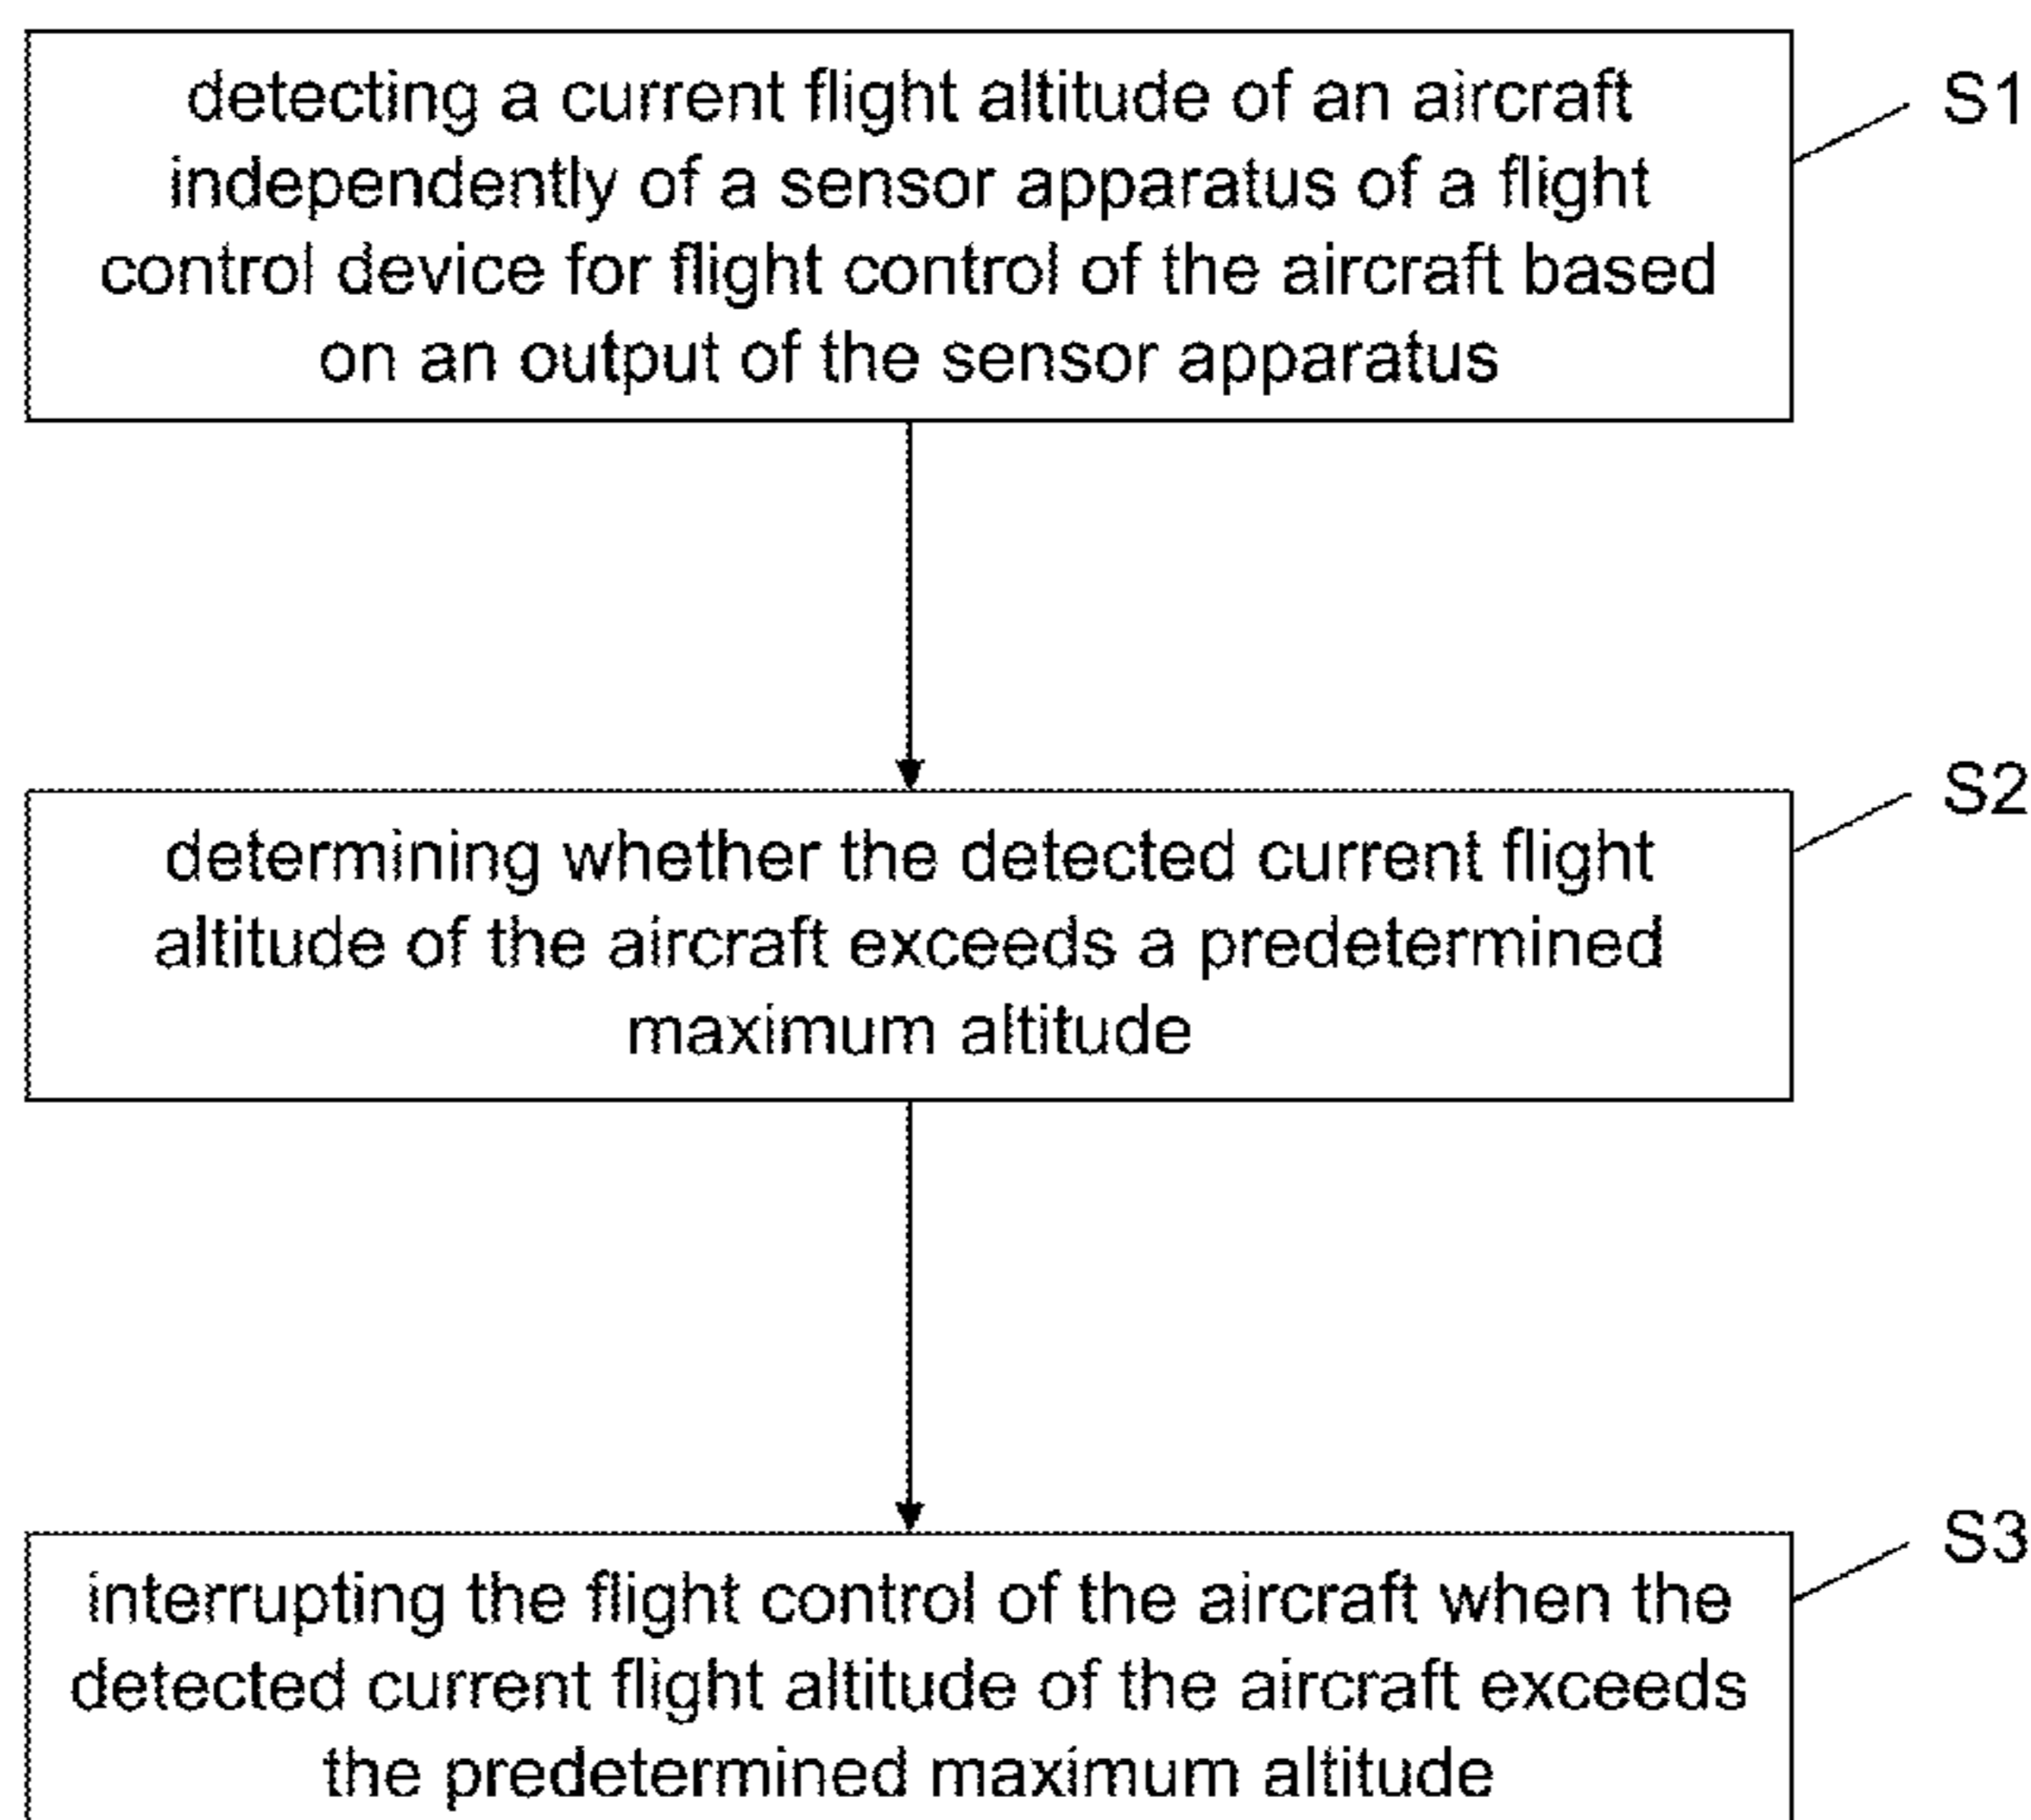 detecting a current flight altitude of an aircraft
independently of a sensor apparatus of a flight
control device for flight control of the aircraft based
on an output of the sensor apparatus
S1
determining whether the detected current flight
altitude of the aircraft exceeds a predetermined
maximum altitude
S2
interrupting the flight control of the aircraft when the
detected current flight altitude of the aircraft exceeds
the predetermined maximum altitude
S3